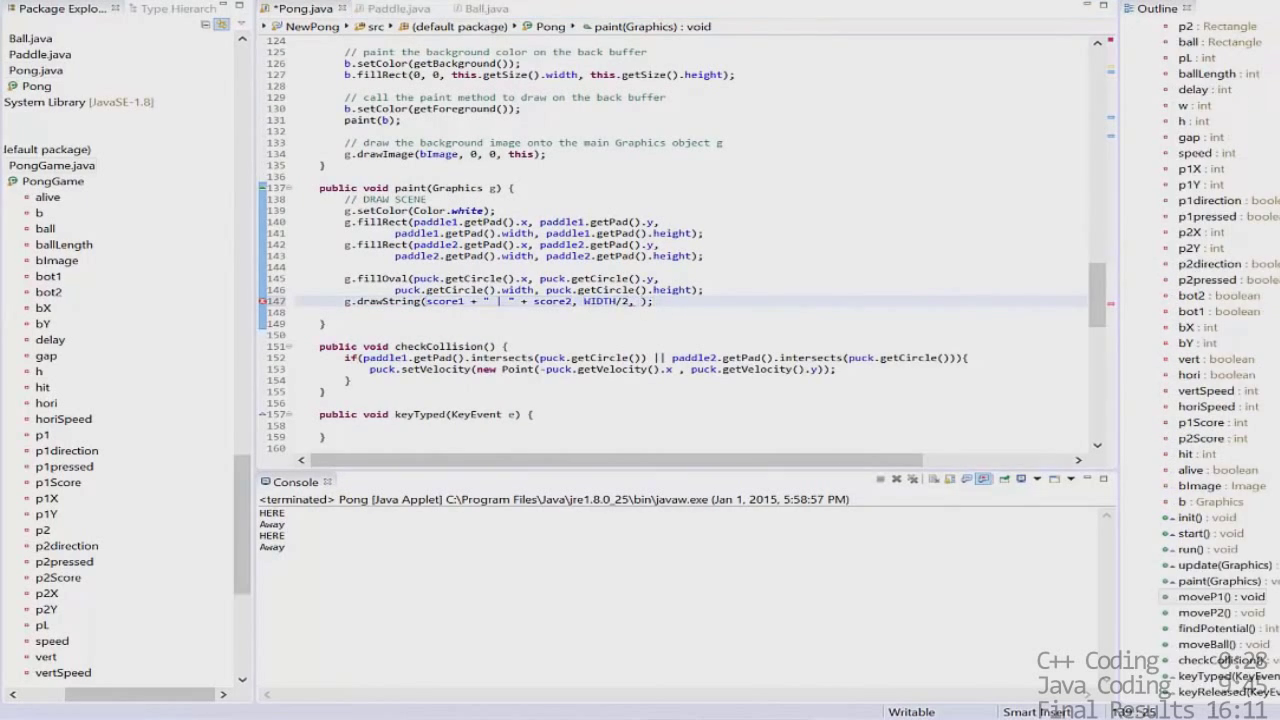 Package Explo...
Type Hierarch
Ball.java
Paddle.java
Pong.java
Pong
System Library [JavaSE-1.8]
default package)
PongGame.java
PongGame
alive
b
ball
ballLength
bImage
bot1
bot2
bX
bY
delay
gap
h
hit
hori
horiSpeed
p1
p1direction
p1pressed
p1Score
p1X
p1Y
p2
p2direction
p2pressed
p2Score
p2X
p2Y
pL
speed
vert
vertSpeed
*Pong.java
Paddle.java
Ball.java
NewPong
src
(default package)
Pong
paint(Graphics) : void
124
125 // paint the background color on the back buffer
126 b.setColor(getBackground());
127 b.fillRect(0, 0, this.getSize().width, this.getSize().height);
128
129 // call the paint method to draw on the back buffer
130 b.setColor(getForeground());
131 paint(b);
132
133 // draw the background image onto the main Graphics object g
134 g.drawImage(bImage, 0, 0, this);
135 }
136
137 public void paint(Graphics g) {
138 // DRAW SCENE
139 g.setColor(Color.white);
140 g.fillRect(paddle1.getPad().x, paddle1.getPad().y,
141 paddle1.getPad().width, paddle1.getPad().height);
142 g.fillRect(paddle2.getPad().x, paddle2.getPad().y,
143 paddle2.getPad().width, paddle2.getPad().height);
144
145 g.fillOval(puck.getCircle().x, puck.getCircle().y,
146 puck.getCircle().width, puck.getCircle().height);
142 g.drawString(score1 + " | " + score2, WIDTH/2, );
148
149 }
150
151 public void checkCollision() {
152 if(paddle1.getPad().intersects(puck.getCircle()) || paddle2.getPad().intersects(puck.getCircle())){
153 puck.setVelocity(new Point(-puck.getVelocity().x , puck.getVelocity().y));
154 }
155 }
156
157 public void keyTyped(KeyEvent e) {
158
159 }
160
Console
<terminated> Pong [Java Applet] C:\Program Files\Java\jre1.8.0_25\bin\javaw.exe (Jan 1, 2015, 5:58:57 PM)
HERE
Away
HERE
Away
Outline
p2 : Rectangle
ball : Rectangle
pL : int
ballLength : int
delay : int
w : int
h : int
gap : int
speed : int
p1X : int
p1Y : int
p1direction : boolean
p1pressed : boolean
p2X : int
p2Y : int
p2direction : boolean
p2pressed : boolean
bot2 : boolean
bot1 : boolean
bX : int
bY : int
vert : boolean
hori : boolean
vertSpeed : int
horiSpeed : int
p1Score : int
p2Score : int
hit : int
alive : boolean
bImage : Image
b : Graphics
init() : void
start() : void
run() : void
update(Graphics) :
paint(Graphics) : void
moveP1() : void
moveP2() : void
findPotential() : int
moveBall() : void
checkCollision()
keyTyped(KeyEvent
keyReleased(KeyEv
C++ Coding 0:28
Java Coding 9:45
Final Results 16:11
Writable
Smart Insert